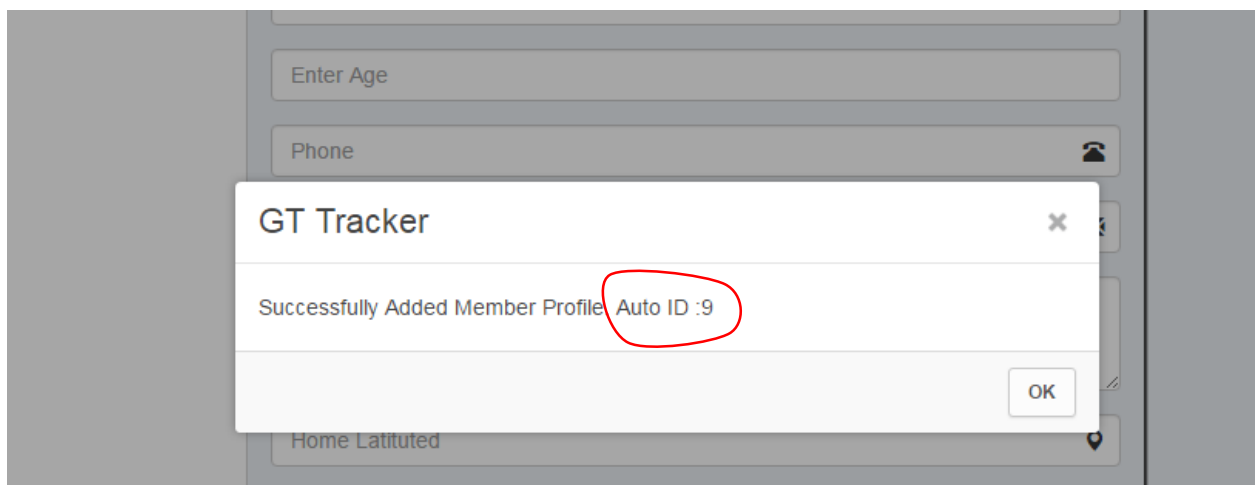 Enter Age
Phone
GT Tracker
Successfully Added Member Profile Auto ID :9
OK
Home Latituted